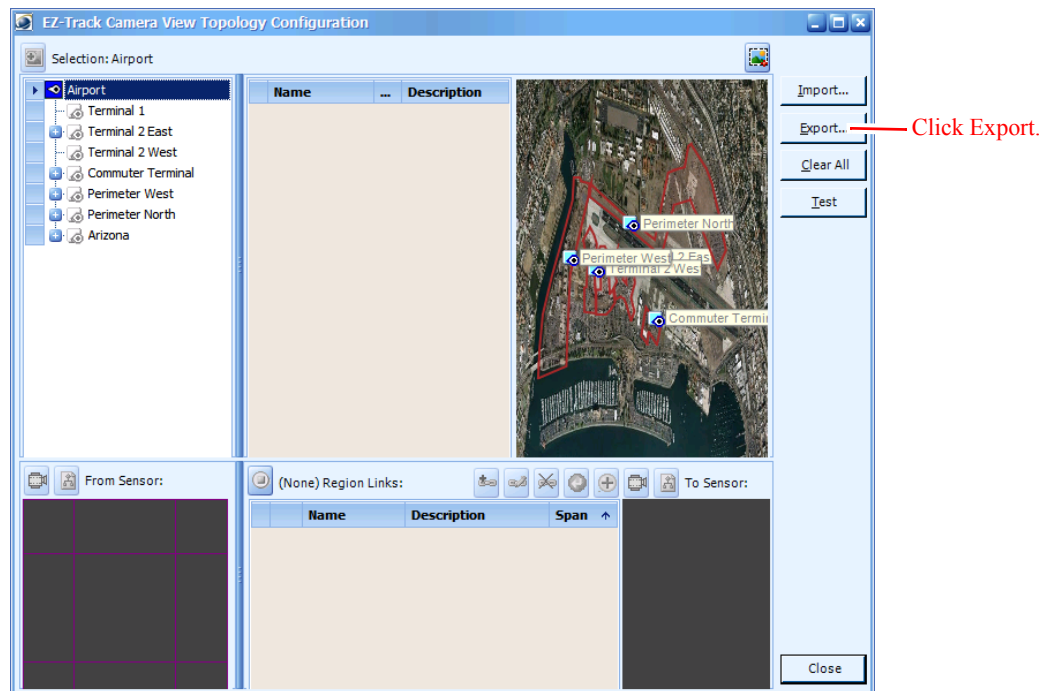 EZ-Track Camera View Topology Configuration
Selection: Airport
Airport
Terminal 1
Terminal 2 East
Terminal 2 West
Commuter Terminal
Perimeter West
Perimeter North
Arizona
Name ... Description
Perimeter North
Perimeter West
2 Eas
Terminal 2 Wes
Commuter Termi
Import...
Export...
Click Export.
Clear All
Test
From Sensor:
(None) Region Links:
To Sensor:
Name Description Span
Close